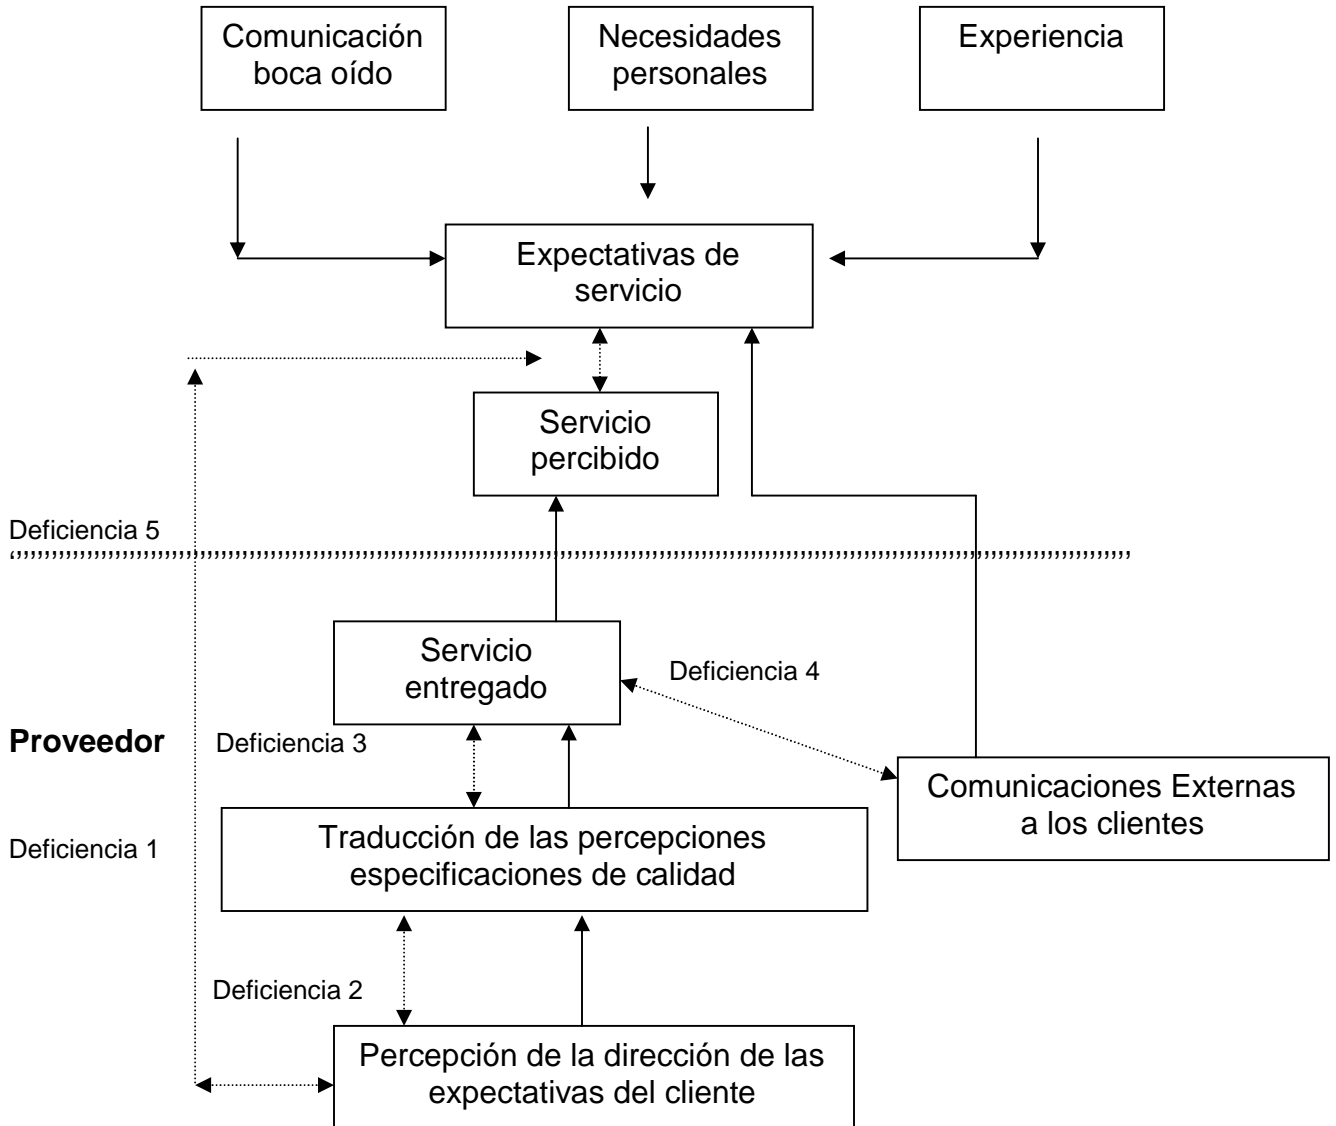 Comunicación
boca oído
Necesidades
personales
Experiencia
Expectativas de
servicio
Servicio
percibido
Deficiencia 5
Servicio
entregado
Deficiencia 4
Proveedor
Deficiencia 3
Comunicaciones Externas
a los clientes
Traducción de las percepciones
especificaciones de calidad
Deficiencia 1
Deficiencia 2
Percepción de la dirección de las
expectativas del cliente